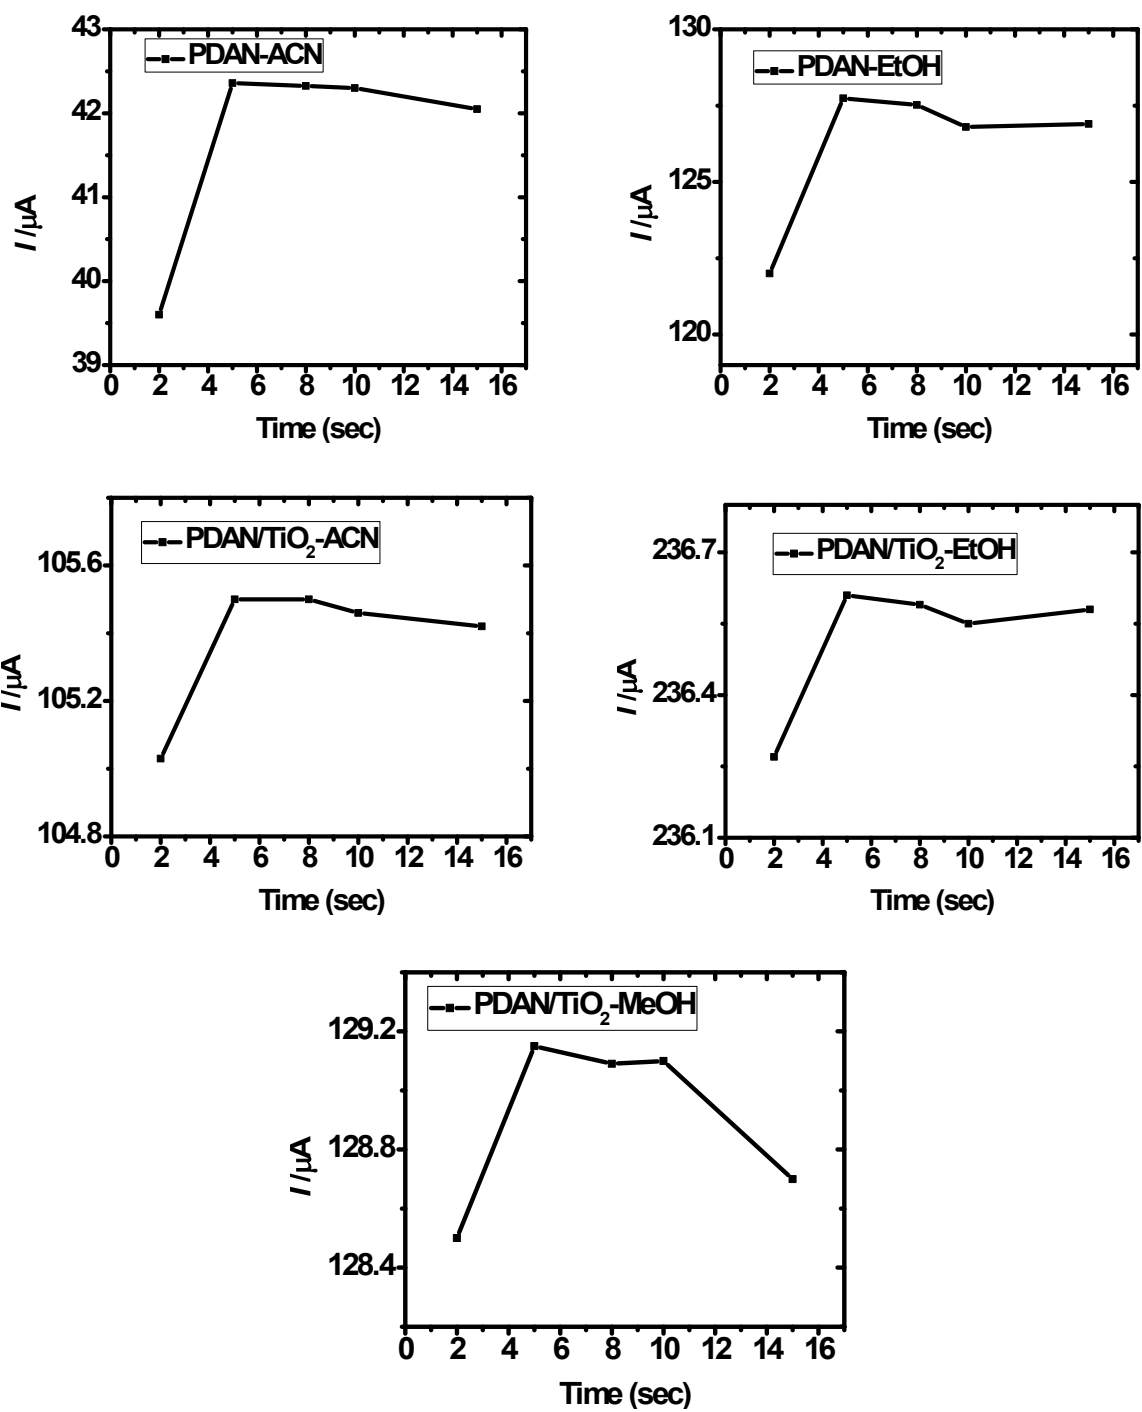 PDAN-ACN
43
42
41
40
39
I /μA
0 2 4 6 8 10 12 14 16
Time (sec)
PDAN-EtOH
130
125
120
I /μA
0 2 4 6 8 10 12 14 16
Time (sec)
PDAN/TiO₂-ACN
105.6
105.2
104.8
I /μA
0 2 4 6 8 10 12 14 16
Time (sec)
PDAN/TiO₂-EtOH
236.7
236.4
236.1
I /μA
0 2 4 6 8 10 12 14 16
Time (sec)
PDAN/TiO₂-MeOH
129.2
128.8
128.4
I /μA
0 2 4 6 8 10 12 14 16
Time (sec)